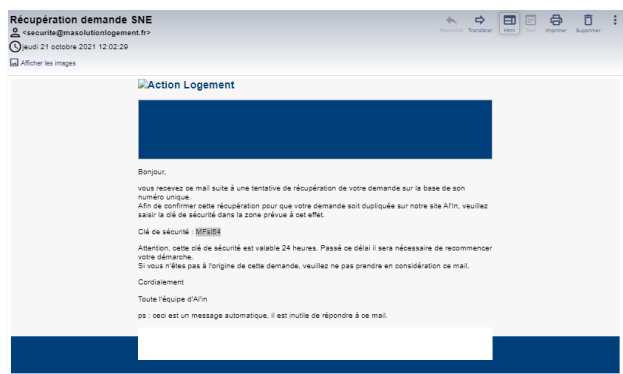 Récupération demande SNE
<securite@masolutionlogement.fr>
jeudi 21 octobre 2021 12:02:29
Répondre Transférer Html Text Imprimer Supprimer
Afficher les images
Action Logement
Bonjour,
vous recevez ce mail suite à une tentative de récupération de votre demande sur la base de son
numéro unique.
Afin de confirmer cette récupération pour que votre demande soit dupliquée sur notre site Al'in, veuillez
saisir la clé de sécurité dans la zone prévue à cet effet.
Clé de sécurité : MFsi54
Attention, cette clé de sécurité est valable 24 heures. Passé ce délai il sera nécessaire de recommencer
votre démarche.
Si vous n'êtes pas à l'origine de cette demande, veuillez ne pas prendre en considération ce mail.
Cordialement
Toute l'équipe d'Al'in
ps : ceci est un message automatique, il est inutile de répondre à ce mail.